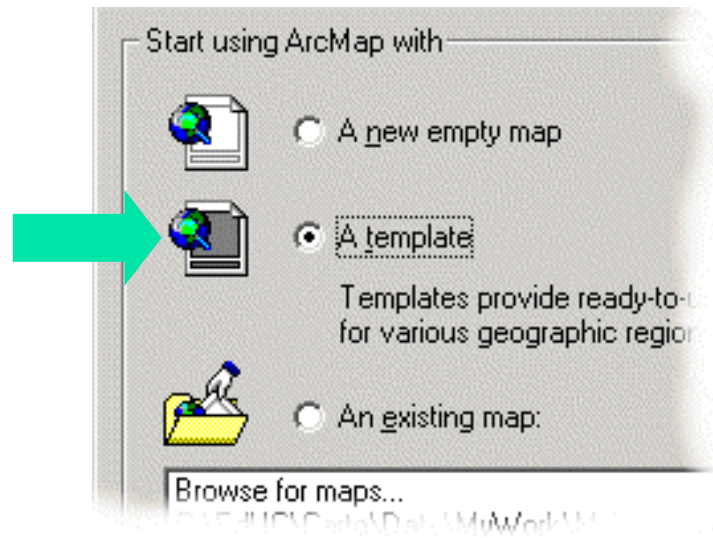 Start using ArcMap with
A new empty map
A template
Templates provide ready-to-
for various geographic region
An existing map:
Browse for maps...